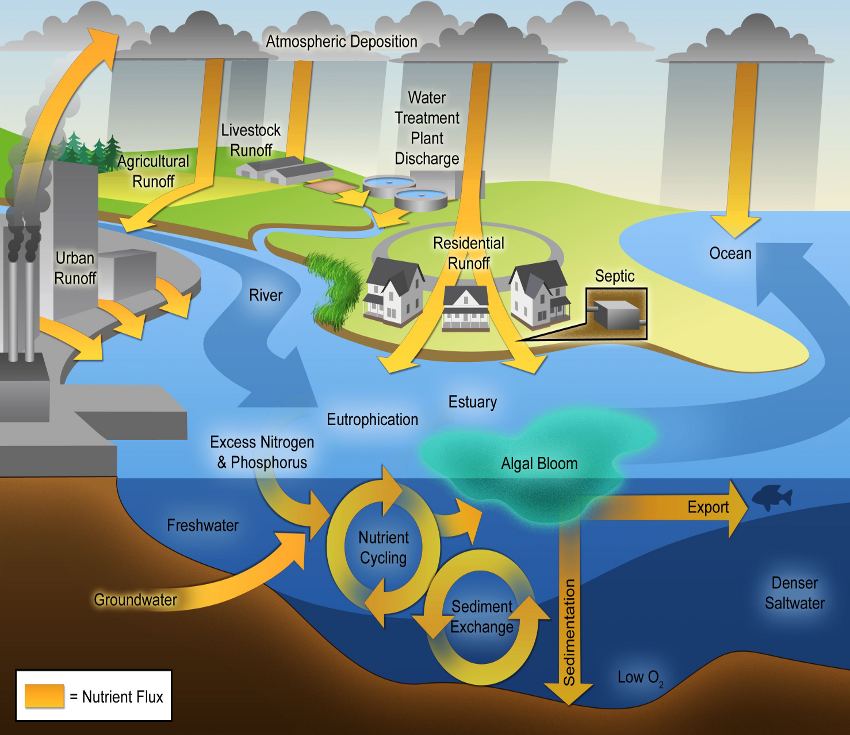 Atmospheric Deposition
Water
Treatment
Plant
Discharge
Livestock
Runoff
Agricultural
Runoff
Urban
Runoff
Residential
Runoff
Ocean
Septic
River
Estuary
Eutrophication
Excess Nitrogen
& Phosphorus
Algal Bloom
Export
Freshwater
Nutrient
Cycling
Groundwater
Sediment
Exchange
Sedimentation
Denser
Saltwater
Low O₂
= Nutrient Flux